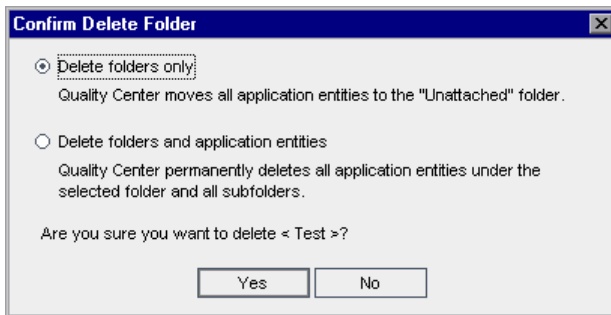 Confirm Delete Folder
Delete folders only
Quality Center moves all application entities to the "Unattached" folder.
Delete folders and application entities
Quality Center permanently deletes all application entities under the
selected folder and all subfolders.
Are you sure you want to delete < Test >?
Yes No